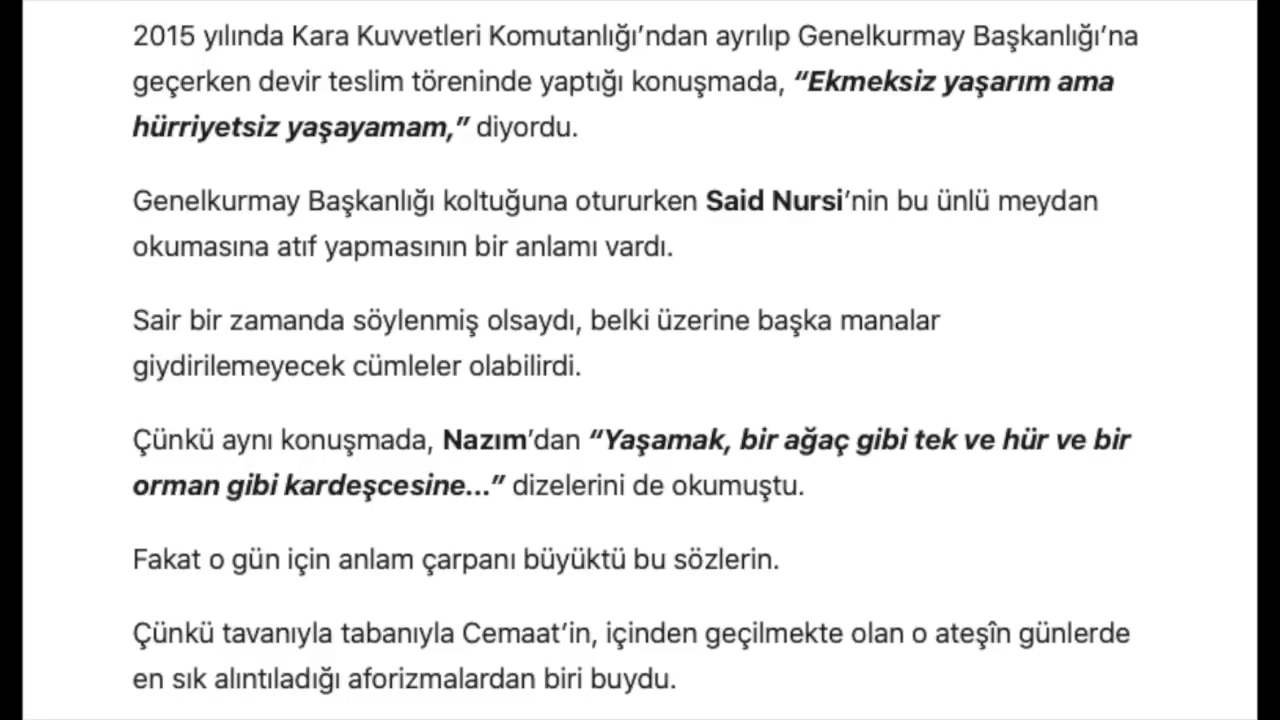 2015 yılında Kara Kuvvetleri Komutanlığı’ndan ayrılıp Genelkurmay Başkanlığı’na
geçerken devir teslim töreninde yaptığı konuşmada, “Ekmeksiz yaşarım ama
hürriyetsiz yaşayamam,” diyordu.
Genelkurmay Başkanlığı koltuğuna otururken Said Nursi’nin bu ünlü meydan
okumasına atıf yapmasının bir anlamı vardı.
Sair bir zamanda söylenmiş olsaydı, belki üzerine başka manalar
giydirilemeyecek cümleler olabilirdi.
Çünkü aynı konuşmada, Nazım’dan “Yaşamak, bir ağaç gibi tek ve hür ve bir
orman gibi kardeşcesine...” dizelerini de okumuştu.
Fakat o gün için anlam çarpanı büyüktü bu sözlerin.
Çünkü tavanıyla tabanıyla Cemaat’in, içinden geçilmekte olan o ateşîn günlerde
en sık alıntıladığı aforizmalardan biri buydu.